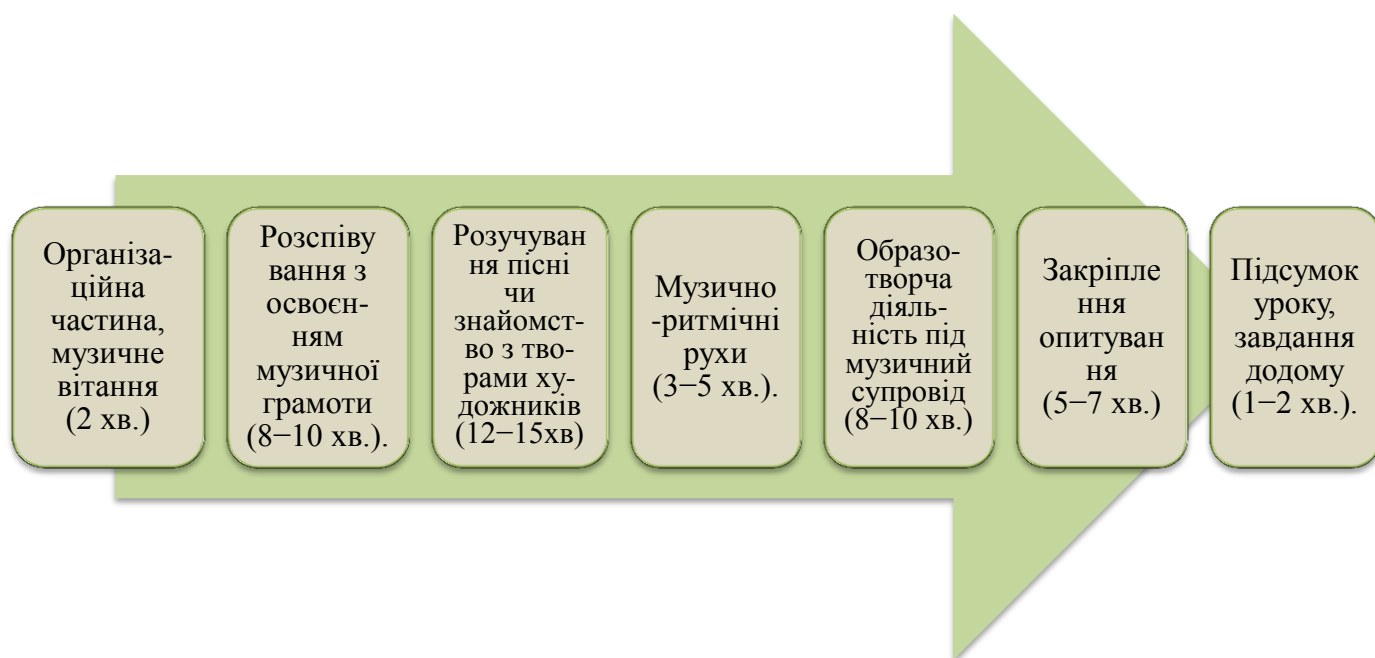 Організа-
ційна
частина,
музичне
вітання
(2 хв.)
Розспіву
вання з
освоєн-
ням
музичної
грамоти
(8−10 хв.).
Розучуван
ня пісні
чи
знайомст-
во з тво-
рами ху-
дожників
(12−15хв)
Музично
-ритмічні
рухи
(3−5 хв.).
Образо-
творча
діяль-
ність під
музичний
супровід
(8−10 хв.)
Закріпле
ння
опитуван
ня
(5−7 хв.)
Підсумок
уроку,
завдання
додому
(1−2 хв.).